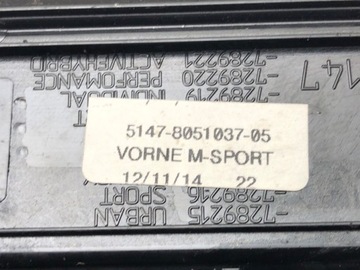 147
-7289221 ACTIVEHYBRID
-7289220 PERFOMANCE
-7289219 INDIVIDUAL
5147-8051037-05
VORNE M-SPORT
12/11/14 22
-7289216 SPORT
-7289215 URBAN